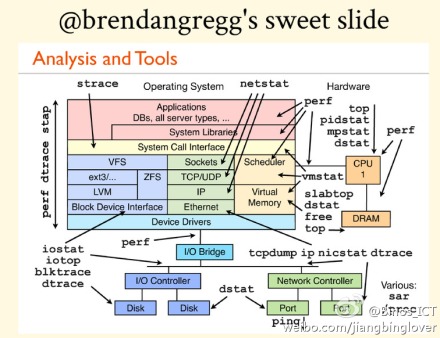 @brendangregg's sweet slide
Analysis and Tools
strace
Operating System
netstat
Hardware
Applications
DBs, all server types, ...
System Libraries
System Call Interface
VFS
Sockets
Scheduler
ext3/...
ZFS
TCP/UDP
LVM
IP
Virtual
Memory
Block Device Interface
Ethernet
Device Drivers
perf dtrace stap
perf
top
pidstat
mpstat
dstat
perf
CPU
1
vmstat
slabtop
dstat
free
top
DRAM
perf
I/O Bridge
iostat
iotop
blktrace
dtrace
tcpdump ip nicstat dtrace
I/O Controller
Network Controller
Disk
Disk
dstat
Port
Port
ping
Various:
sar
weibo.com/jiangbinglover